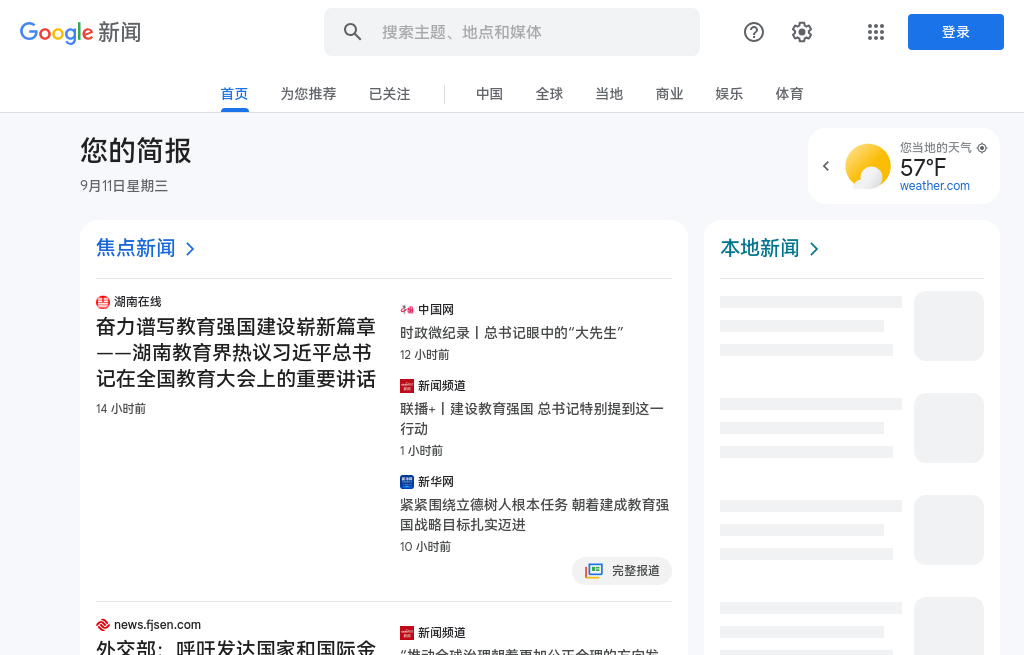 Google 新闻
搜索主题、地点和媒体
登录
首页
为您推荐
已关注
中国
全球
当地
商业
娱乐
体育
您的简报
9月11日星期三
您当地的天气
57°F
weather.com
焦点新闻
本地新闻
湖南在线
奋力谱写教育强国建设崭新篇章
——湖南教育界热议习近平总书
记在全国教育大会上的重要讲话
14 小时前
中国网
时政微纪录丨总书记眼中的“大先生”
12 小时前
新闻频道
联播+丨建设教育强国 总书记特别提到这一
行动
1 小时前
新华网
紧紧围绕立德树人根本任务 朝着建成教育强
国战略目标扎实迈进
10 小时前
完整报道
news.fjsen.com
外交部：呼吁发达国家和国际金
新闻频道
“推动全球治理朝着更加公正合理的方向发